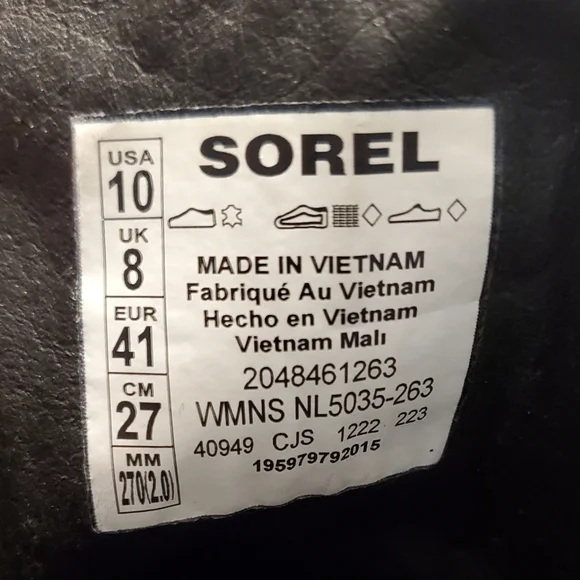 SOREL
USA
10
UK
8
EUR
41
CM
27
MM
270(2.0)
MADE IN VIETNAM
Fabriqué Au Vietnam
Hecho en Vietnam
Vietnam Malı
2048461263
WMNS NL5035-263
40949 CJS 1222 223
195979792015